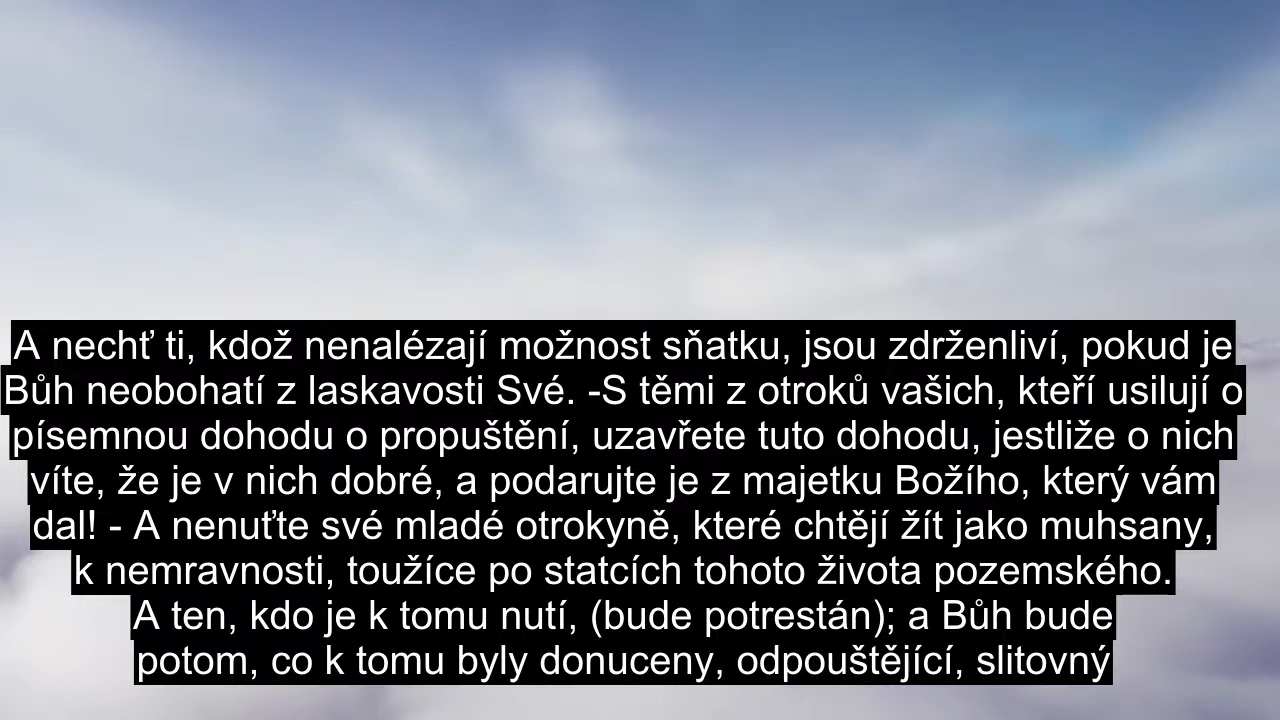 A nechť ti, kdož nenalézají možnost sňatku, jsou zdrženliví, pokud je
Bůh neobohatí z laskavosti Své. -S těmi z otroků vašich, kteří usilují o
písemnou dohodu o propuštění, uzavřete tuto dohodu, jestliže o nich
víte, že je v nich dobré, a podarujte je z majetku Božího, který vám
dal! - A nenuťte své mladé otrokyně, které chtějí žít jako muhsany,
k nemravnosti, toužíce po statcích tohoto života pozemského.
A ten, kdo je k tomu nutí, (bude potrestán); a Bůh bude
potom, co k tomu byly donuceny, odpouštějící, slitovný